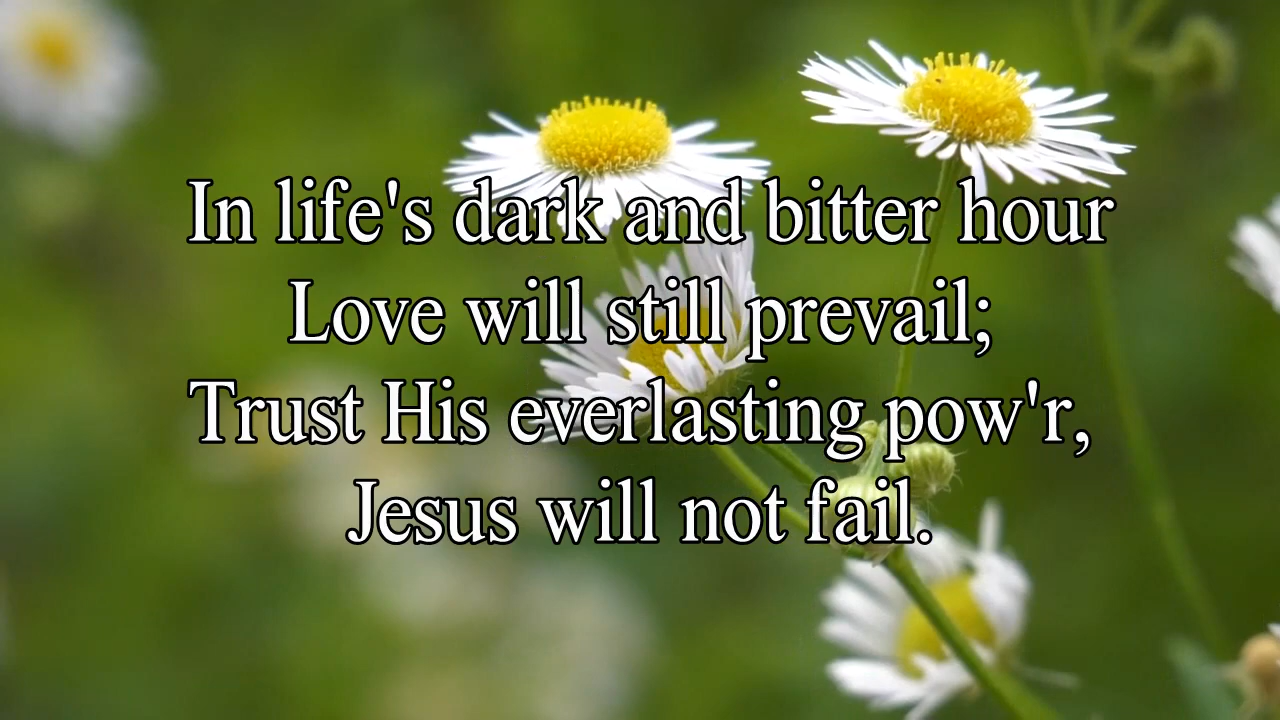 In life's dark and bitter hour
Love will still prevail;
Trust His everlasting pow'r,
Jesus will not fail.